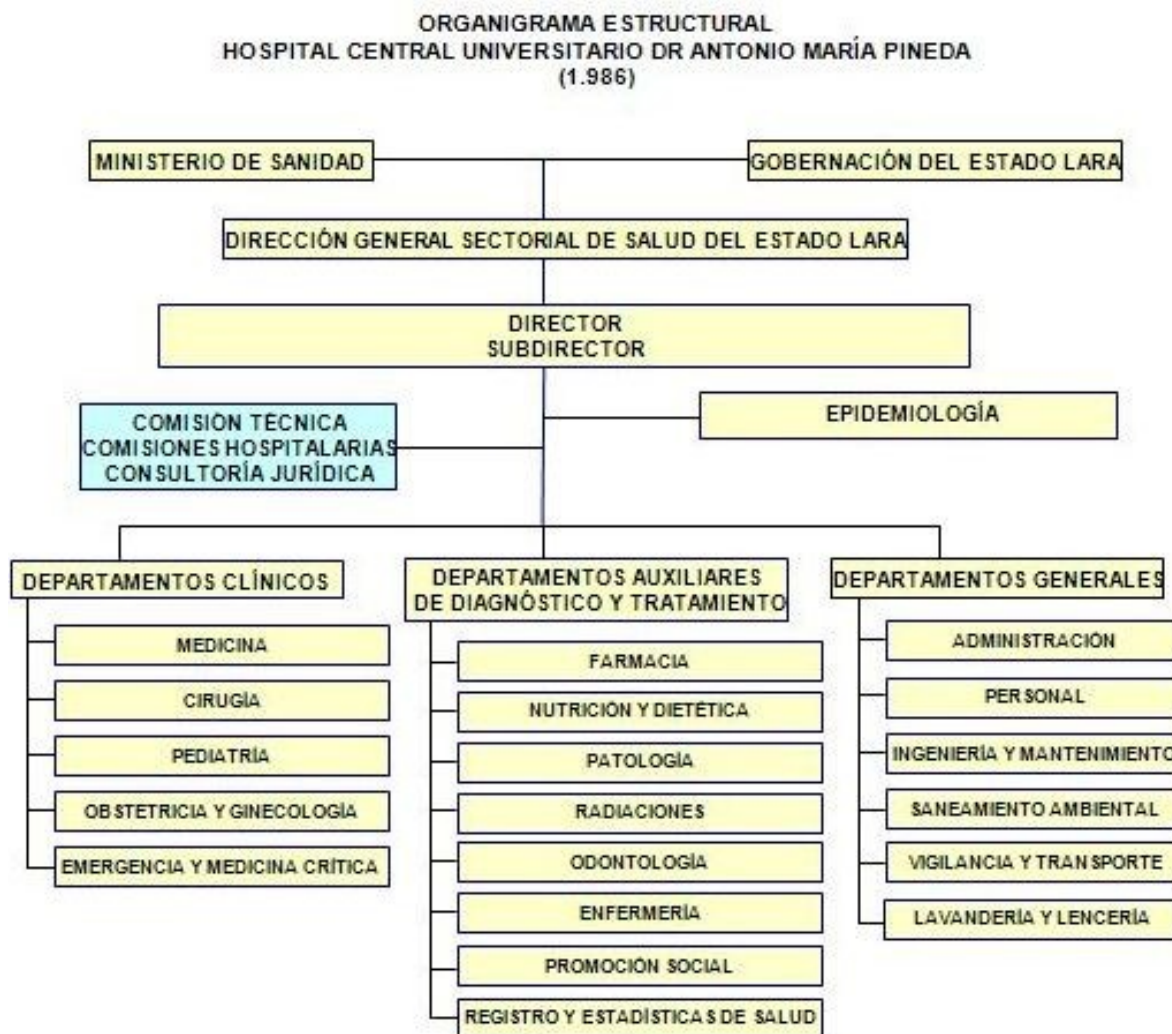 ORGANIGRAMA ESTRUCTURAL
HOSPITAL CENTRAL UNIVERSITARIO DR ANTONIO MARÍA PINEDA
(1.986)
MINISTERIO DE SANIDAD
GOBERNACIÓN DEL ESTADO LARA
DIRECCIÓN GENERAL SECTORIAL DE SALUD DEL ESTADO LARA
DIRECTOR
SUBDIRECTOR
COMISIÓN TÉCNICA
COMISIONES HOSPITALARIAS
CONSULTORÍA JURÍDICA
EPIDEMIOLOGÍA
DEPARTAMENTOS CLÍNICOS
MEDICINA
CIRUGÍA
PEDIATRÍA
OBSTETRICIA Y GINECOLOGÍA
EMERGENCIA Y MEDICINA CRÍTICA
DEPARTAMENTOS AUXILIARES
DE DIAGNÓSTICO Y TRATAMIENTO
FARMACIA
NUTRICIÓN Y DIETÉTICA
PATOLOGÍA
RADIACIONES
ODONTOLOGÍA
ENFERMERÍA
PROMOCIÓN SOCIAL
REGISTRO Y ESTADÍSTICAS DE SALUD
DEPARTAMENTOS GENERALES
ADMINISTRACIÓN
PERSONAL
INGENIERÍA Y MANTENIMIENTO
SANEAMIENTO AMBIENTAL
VIGILANCIA Y TRANSPORTE
LAVANDERÍA Y LENCERÍA